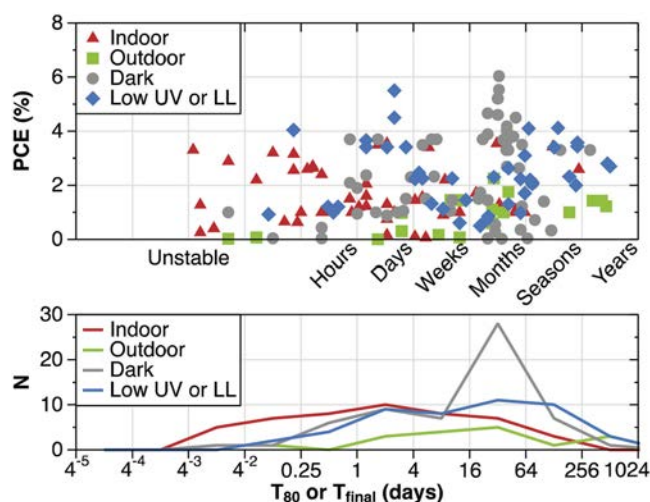 8
6
4
2
0
PCE (%)
Indoor
Outdoor
Dark
Low UV or LL
Unstable
Hours
Days
Weeks
Months
Seasons
Years
30
20
10
0
N
Indoor
Outdoor
Dark
Low UV or LL
4-5 4-4 4-3 4-2 0.25 1 4 16 64 256 1024
T80 or Tfinal (days)